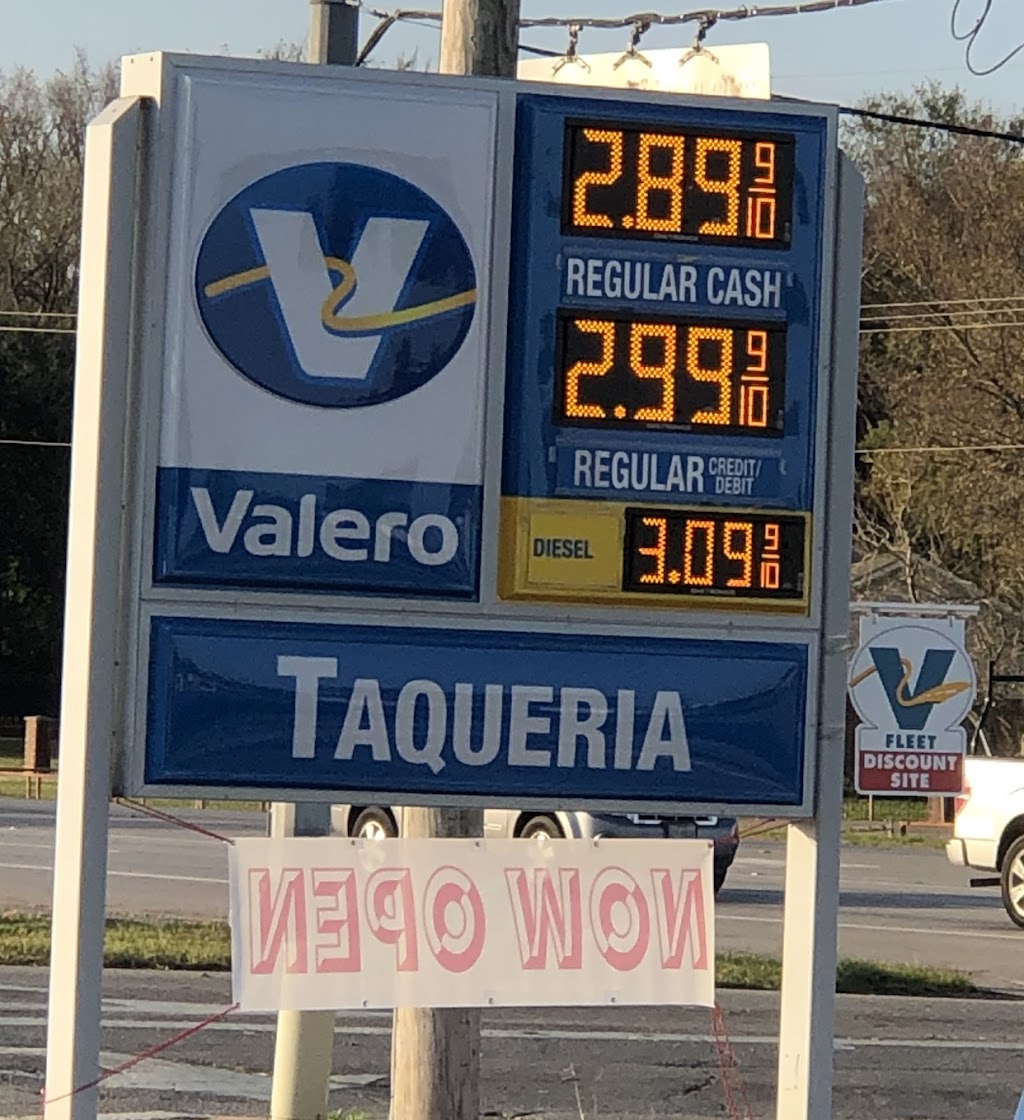 V
Valero
2.89 9/10
REGULAR CASH
2.99 9/10
REGULAR CREDIT/
DEBIT
DIESEL 3.09 9/10
TAQUERIA
V
FLEET
DISCOUNT
SITE
NOW OPEN